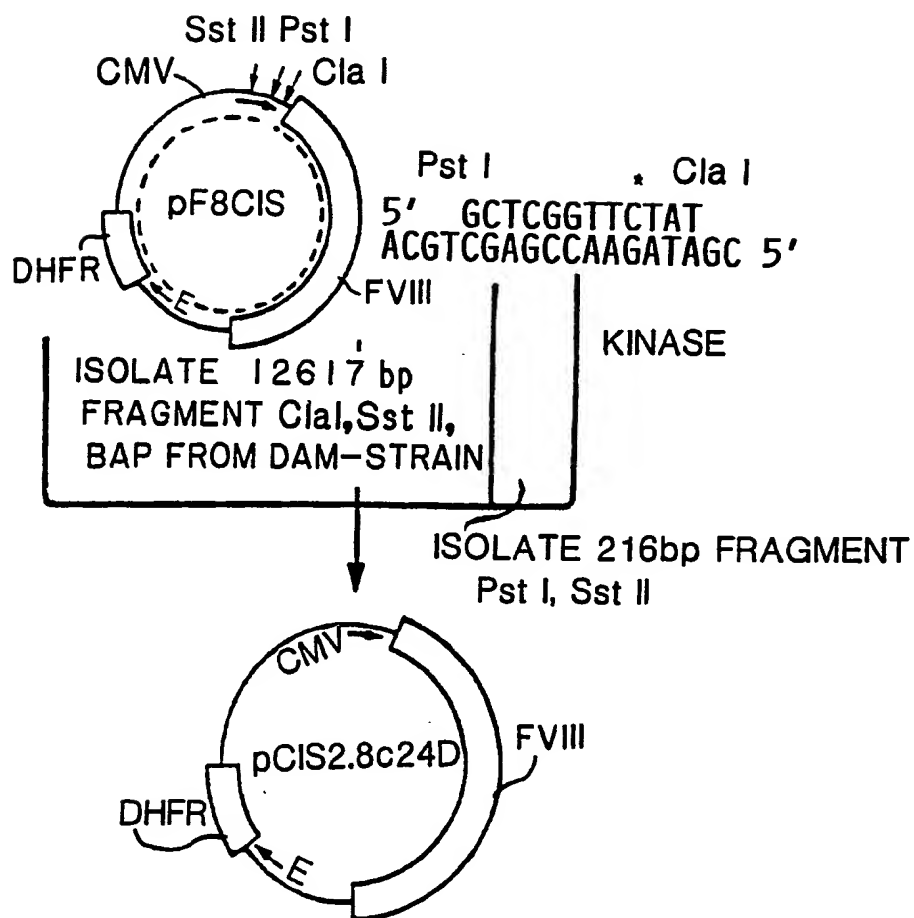 Sst II Pst I
CMV
Cla I
pF8CIS
DHFR
E
FVIII
Pst I * Cla I
5' GCTCGGTTCTAT
ACGTCGAGCCAAGATAGC 5'
KINASE
ISOLATE 12617 bp
FRAGMENT ClaI, Sst II,
BAP FROM DAM-STRAIN
ISOLATE 216bp FRAGMENT
Pst I, Sst II
CMV
pCIS2.8c24D
FVIII
DHFR
E